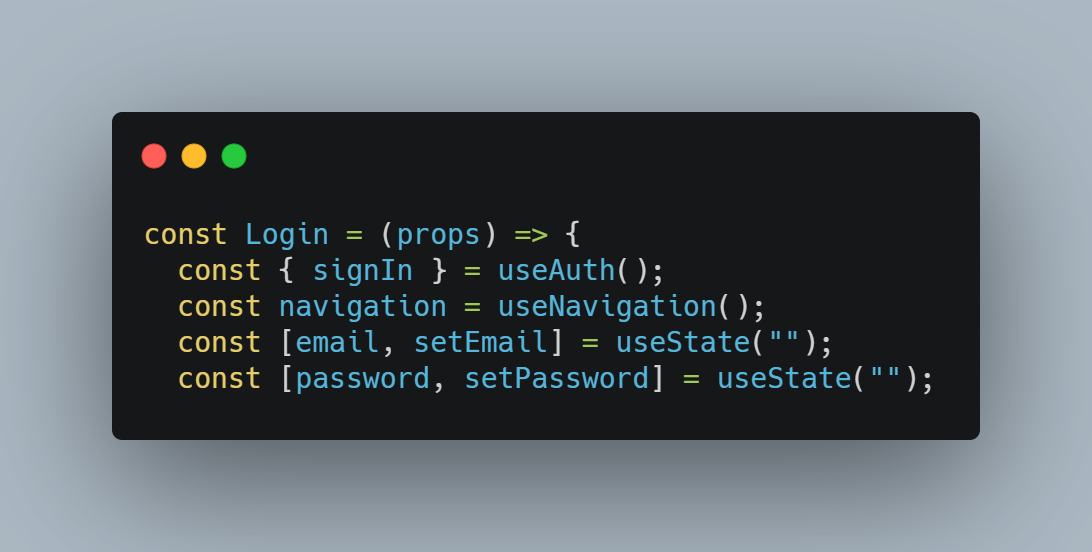 const Login = (props) => {
  const { signIn } = useAuth();
  const navigation = useNavigation();
  const [email, setEmail] = useState("");
  const [password, setPassword] = useState("");